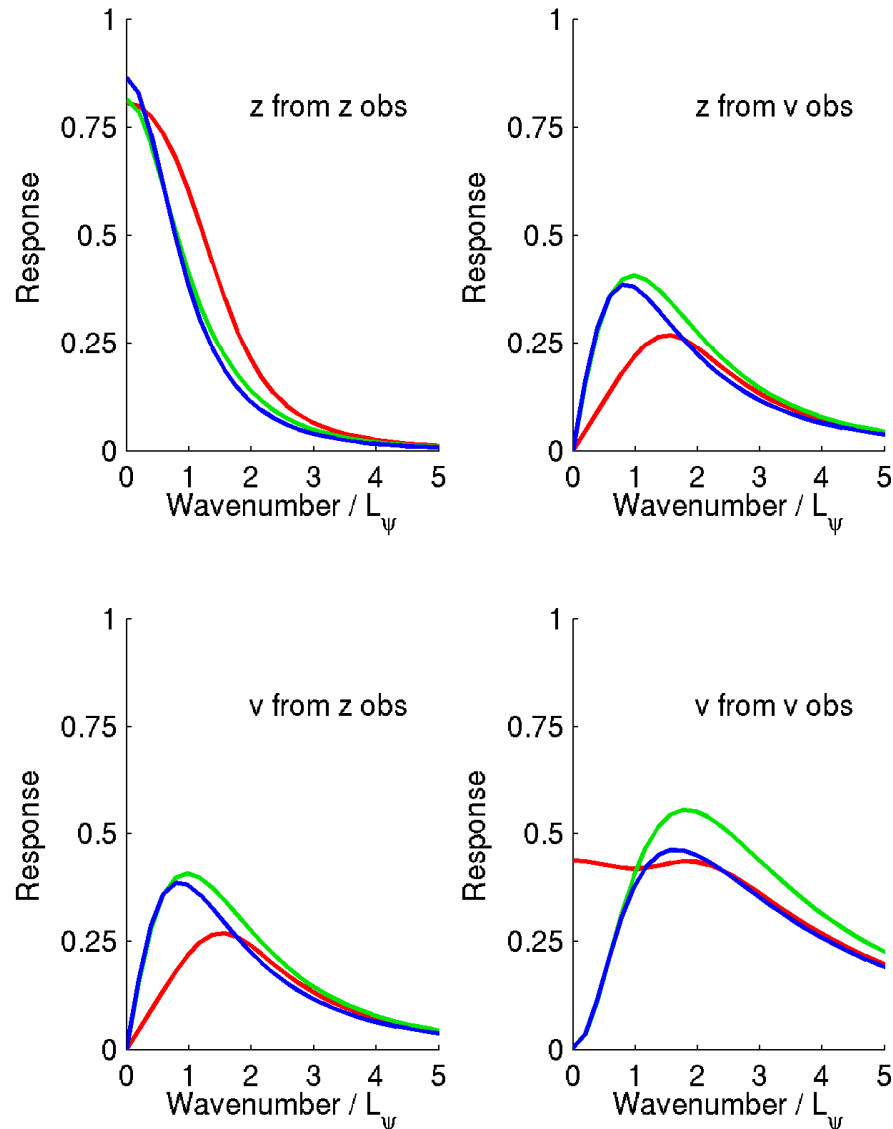 1
0.75
0.5
0.25
0
Response
z from z obs
0 1 2 3 4 5
Wavenumber / Lψ
1
0.75
0.5
0.25
0
Response
z from v obs
0 1 2 3 4 5
Wavenumber / Lψ
1
0.75
0.5
0.25
0
Response
v from z obs
0 1 2 3 4 5
Wavenumber / Lψ
1
0.75
0.5
0.25
0
Response
v from v obs
0 1 2 3 4 5
Wavenumber / Lψ